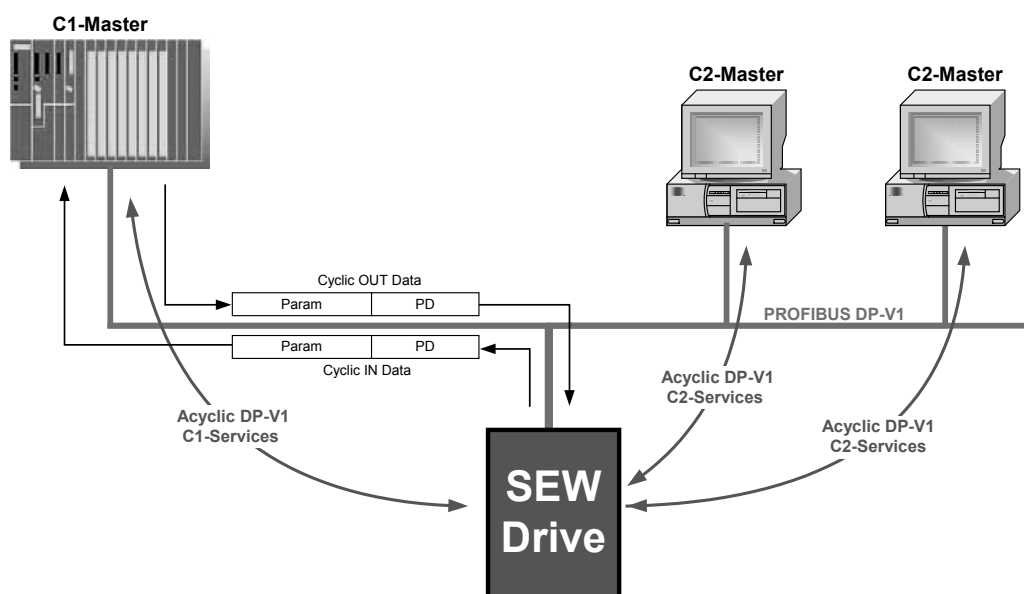 C1-Master
C2-Master
C2-Master
Cyclic OUT Data
Param
PD
PROFIBUS DP-V1
Param
PD
Cyclic IN Data
Acyclic DP-V1
C1-Services
Acyclic DP-V1
C2-Services
Acyclic DP-V1
C2-Services
SEW
Drive